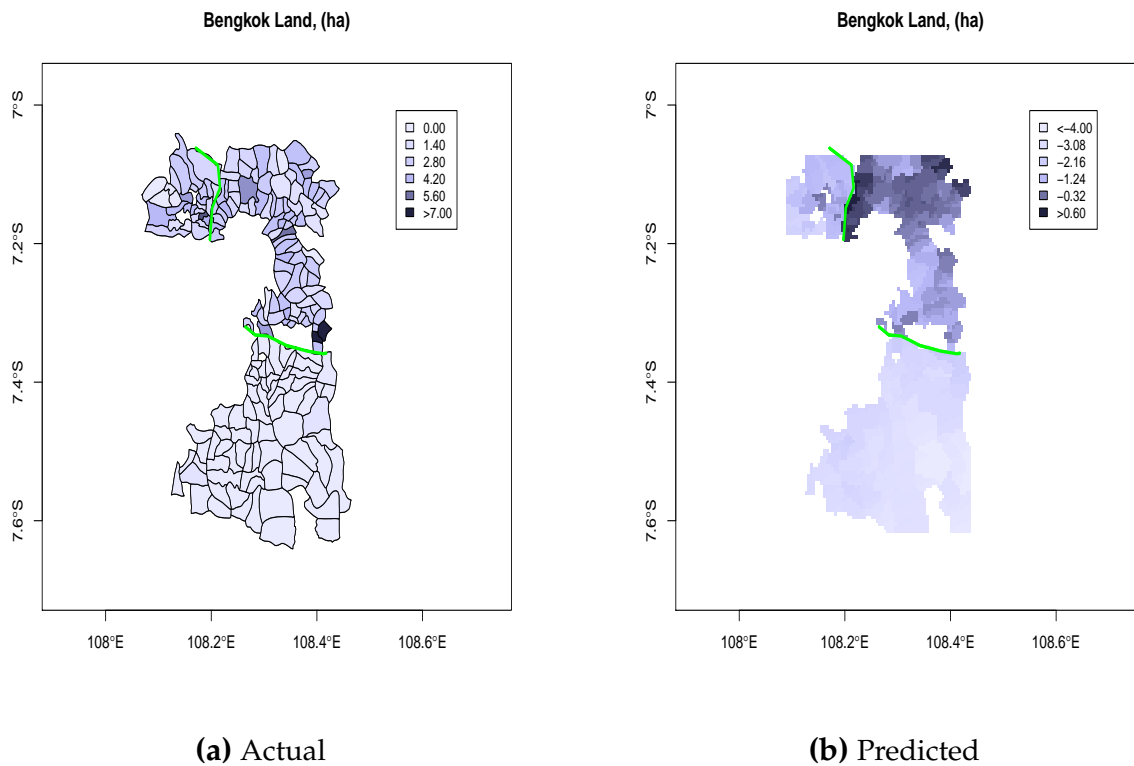 Bengkok Land, (ha)
7°S
7.2°S
7.4°S
7.6°S
0.00
1.40
2.80
4.20
5.60
>7.00
108°E
108.2°E
108.4°E
108.6°E
(a) Actual
Bengkok Land, (ha)
7°S
7.2°S
7.4°S
7.6°S
<−4.00
−3.08
−2.16
−1.24
−0.32
>0.60
108°E
108.2°E
108.4°E
108.6°E
(b) Predicted